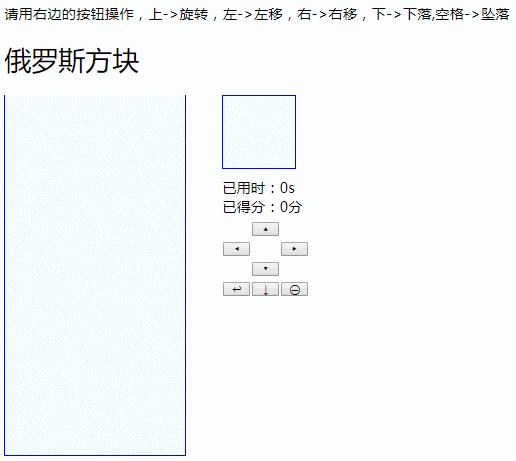 请用右边的按钮操作，上->旋转，左->左移，右->右移，下->下落,空格->坠落
俄罗斯方块
已用时：0s
已得分：0分
▲
◄ ►
▼
↩ ↓ ㊀